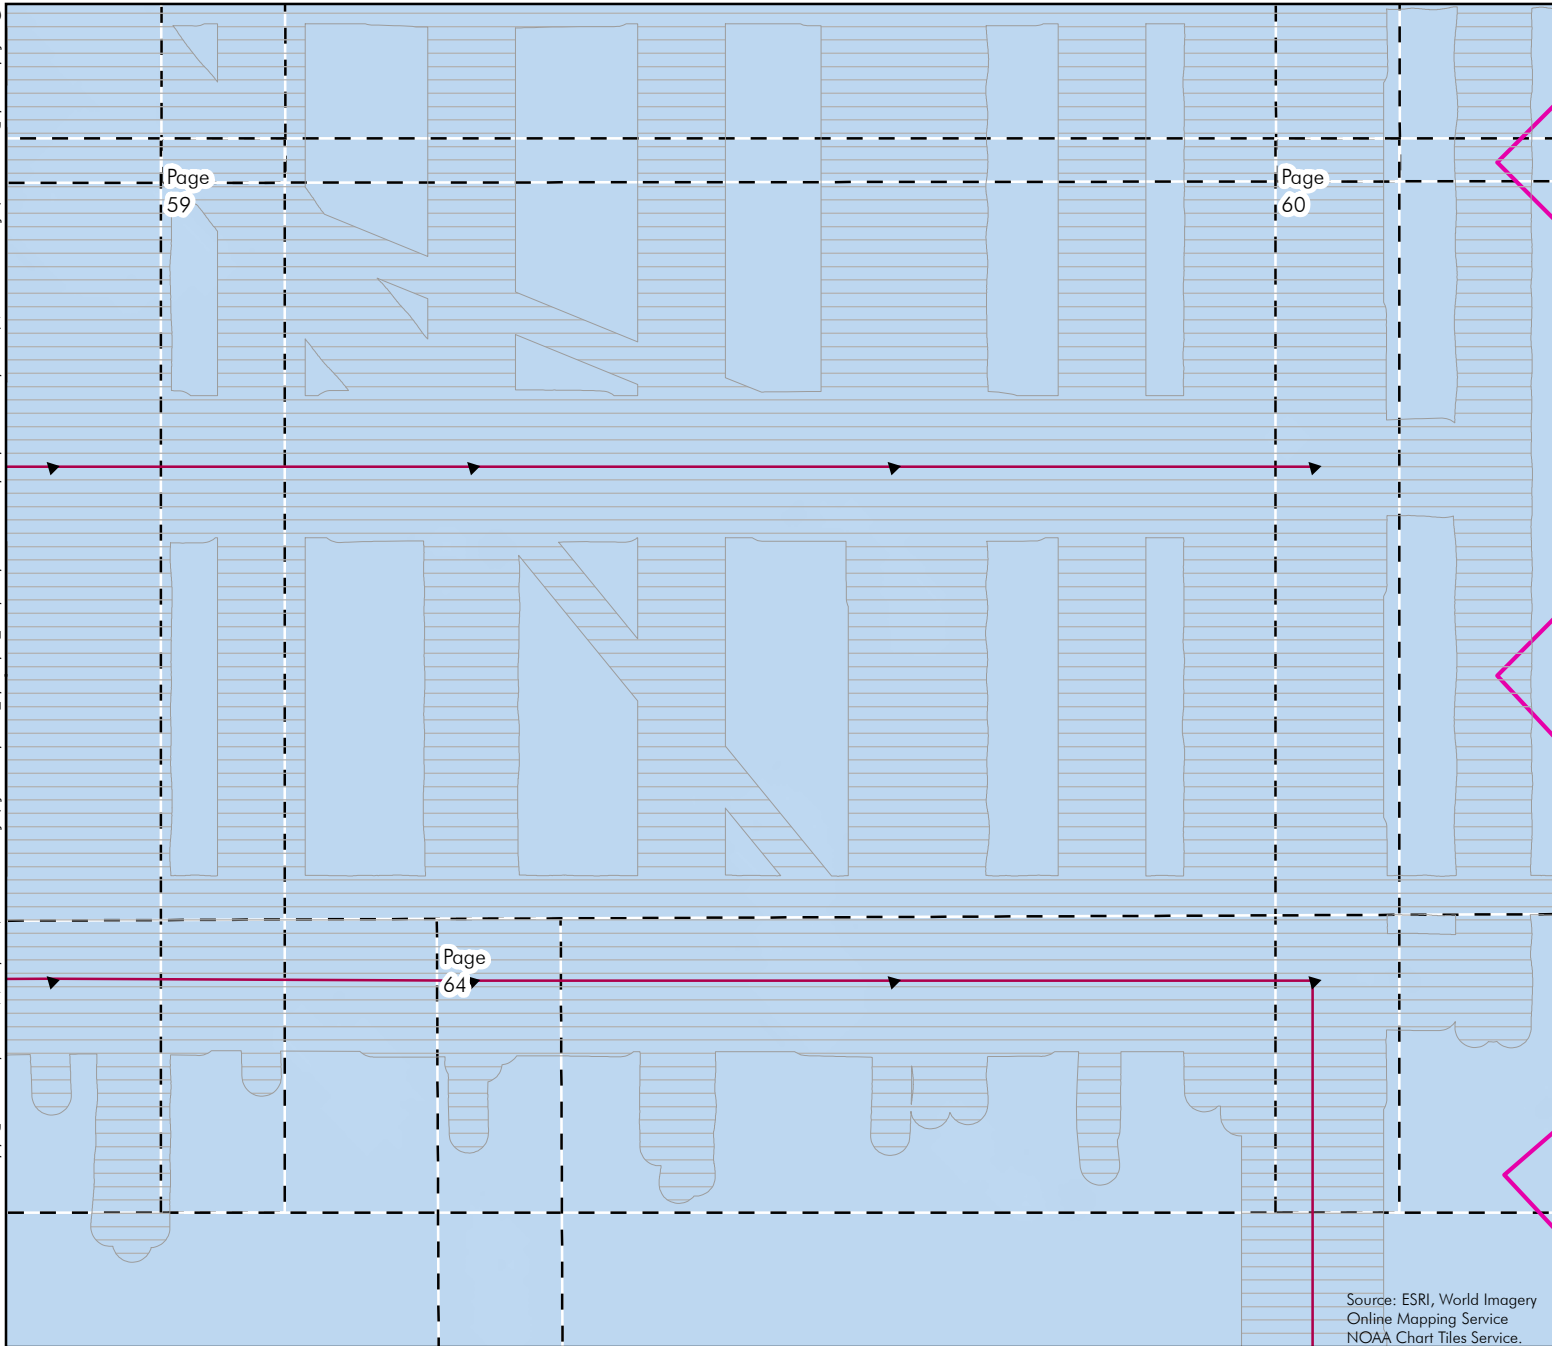 Page
59
Page
60
Page
64
Source: ESRI, World Imagery
Online Mapping Service
NOAA Chart Tiles Service.